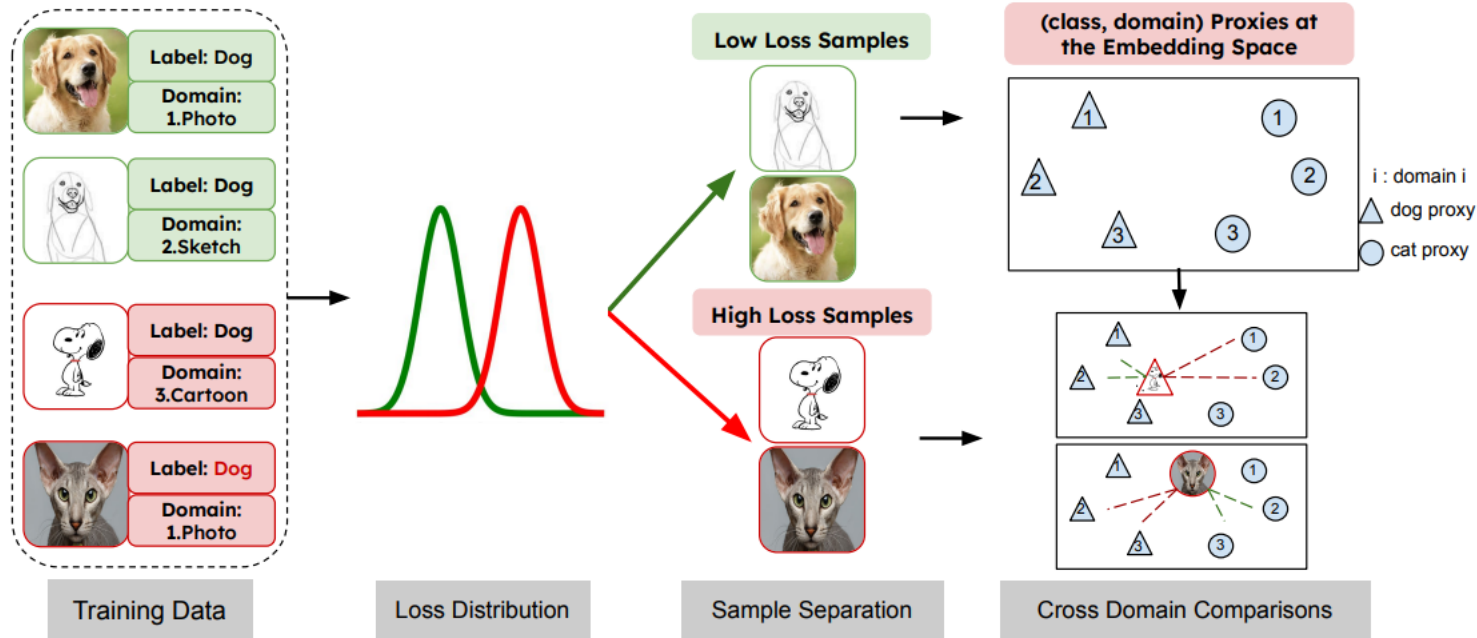 Label: Dog
Domain:
1.Photo
Label: Dog
Domain:
2.Sketch
Label: Dog
Domain:
3.Cartoon
Label: Dog
Domain:
1.Photo
Training Data
Loss Distribution
Low Loss Samples
High Loss Samples
Sample Separation
(class, domain) Proxies at
the Embedding Space
1
1
2
2
3
3
i : domain i
dog proxy
cat proxy
1
1
2
2
3
3
1
1
2
2
3
3
Cross Domain Comparisons